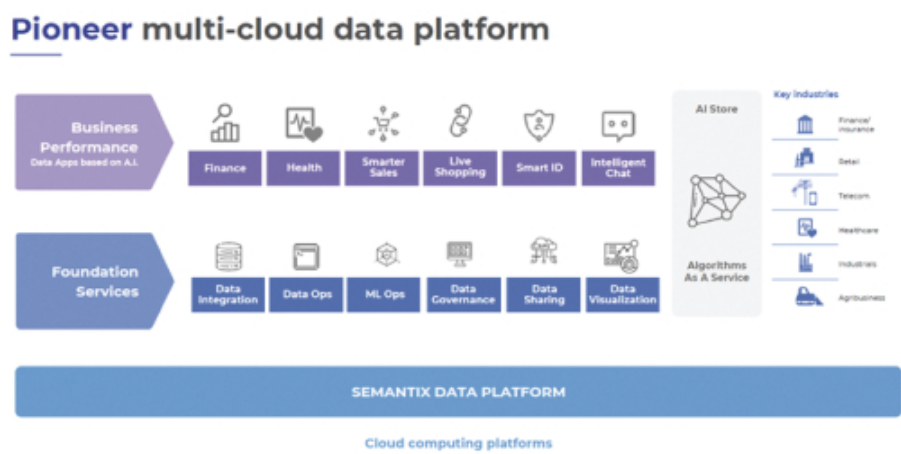 Pioneer multi-cloud data platform
Business
Performance
Data Apps based on A.I.
Finance
Health
Smarter
Sales
Live
Shopping
Smart ID
Intelligent
Chat
Foundation
Services
Data
Integration
Data Ops
ML Ops
Data
Governance
Data
Sharing
Data
Visualization
AI Store
Algorithms
As A Service
Key industries
Finance/
Insurance
Retail
Telecom
Healthcare
Industrials
Agribusiness
SEMANTIX DATA PLATFORM
Cloud computing platforms